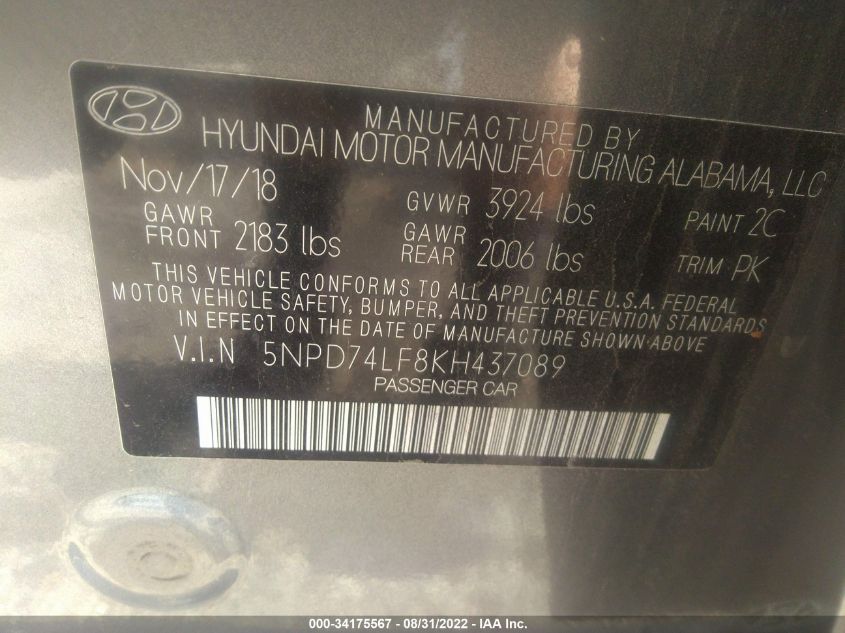 MANUFACTURED BY
HYUNDAI MOTOR MANUFACTURING ALABAMA, LLC
Nov/17/18 GVWR 3924 lbs PAINT 2C
GAWR FRONT 2183 lbs GAWR REAR 2006 lbs TRIM PK
THIS VEHICLE CONFORMS TO ALL APPLICABLE U.S.A. FEDERAL
MOTOR VEHICLE SAFETY, BUMPER, AND THEFT PREVENTION STANDARDS
IN EFFECT ON THE DATE OF MANUFACTURE SHOWN ABOVE
V.I.N 5NPD74LF8KH437089
PASSENGER CAR
000-34175567 - 08/31/2022 - IAA Inc.